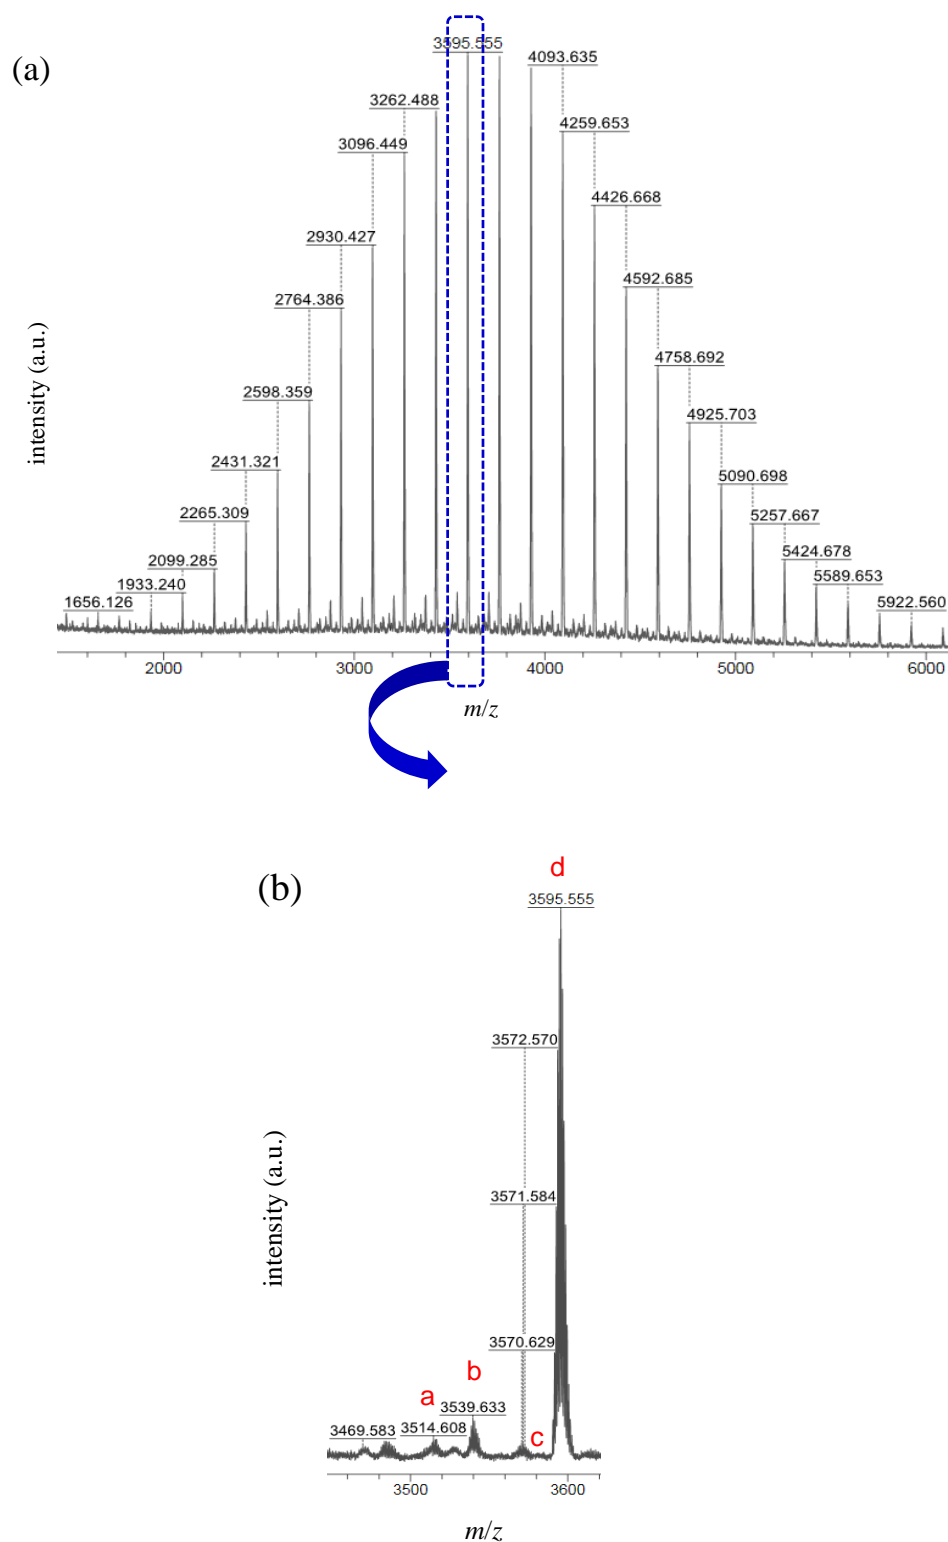 (a)
3595.555
4093.635
3262.488
4259.653
3096.449
4426.668
2930.427
4592.685
2764.386
4758.692
2598.359
4925.703
2431.321
5090.698
2265.309
5257.667
2099.285
5424.678
1933.240
5589.653
1656.126
5922.560
intensity (a.u.)
2000 3000 4000 5000 6000
m/z
(b)
d
3595.555
3572.570
3571.584
3570.629
b
a
3539.633
3469.583
3514.608
c
intensity (a.u.)
3500 3600
m/z